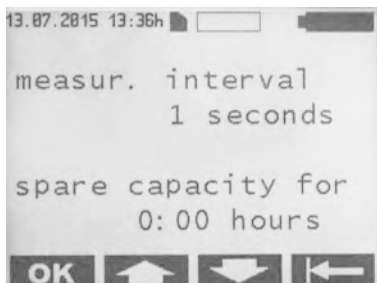 13.07.2015 13:36h
measur. interval
1 seconds
spare capacity for
0:00 hours
OK